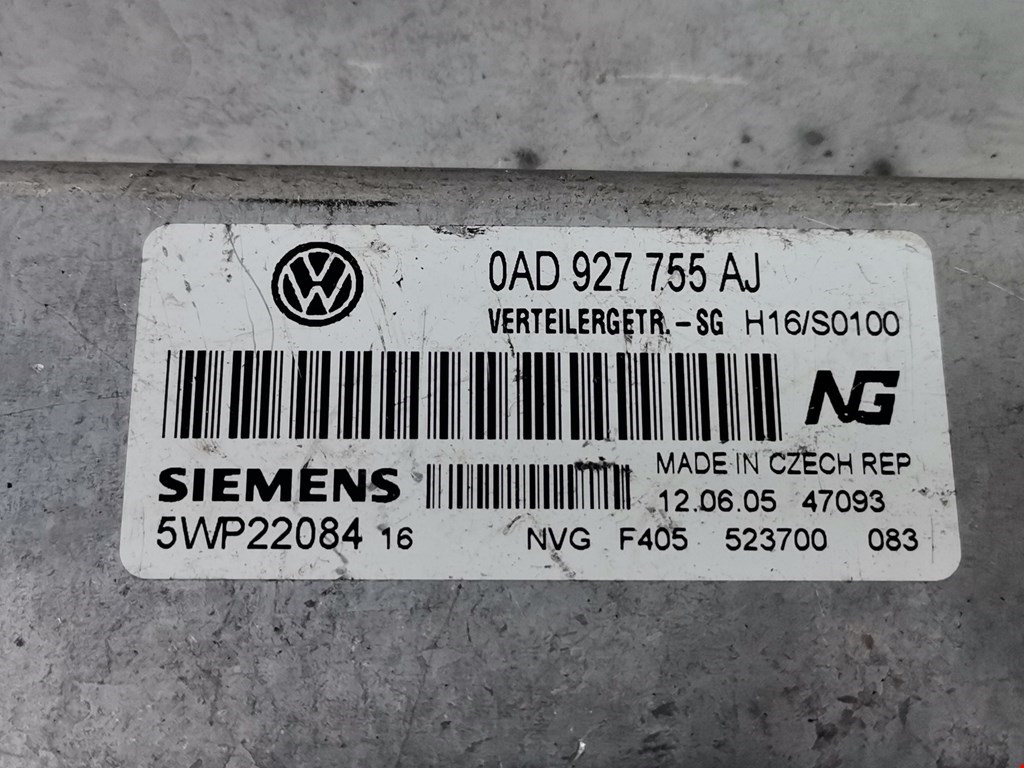 0AD 927 755 AJ
VERTEILERGETR.-SG H16/S0100
NG
SIEMENS
MADE IN CZECH REP
12.06.05 47093
5WP22084 16
NVG F405 523700 083